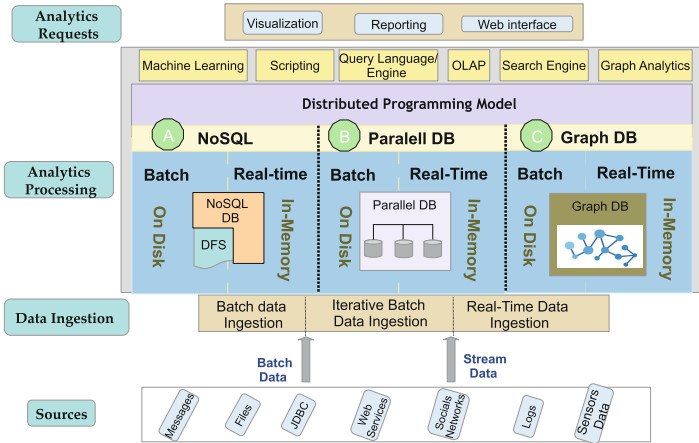 Analytics
Requests
Visualization
Reporting
Web interface
Machine Learning
Scripting
Query Language/
Engine
OLAP
Search Engine
Graph Analytics
Distributed Programming Model
A
NoSQL
B
Paralell DB
C
Graph DB
Analytics
Processing
Batch
Real-time
Batch
Real-Time
Batch
Real-Time
On Disk
NoSQL
DB
DFS
In-Memory
On Disk
Parallel DB
In-Memory
On Disk
Graph DB
In-Memory
Data Ingestion
Batch data
Ingestion
Iterative Batch
Data Ingestion
Real-Time Data
Ingestion
Batch
Data
Stream
Data
Sources
Messages
Files
JDBC
Web
Services
Socials
Networks
Logs
Sensors
Data